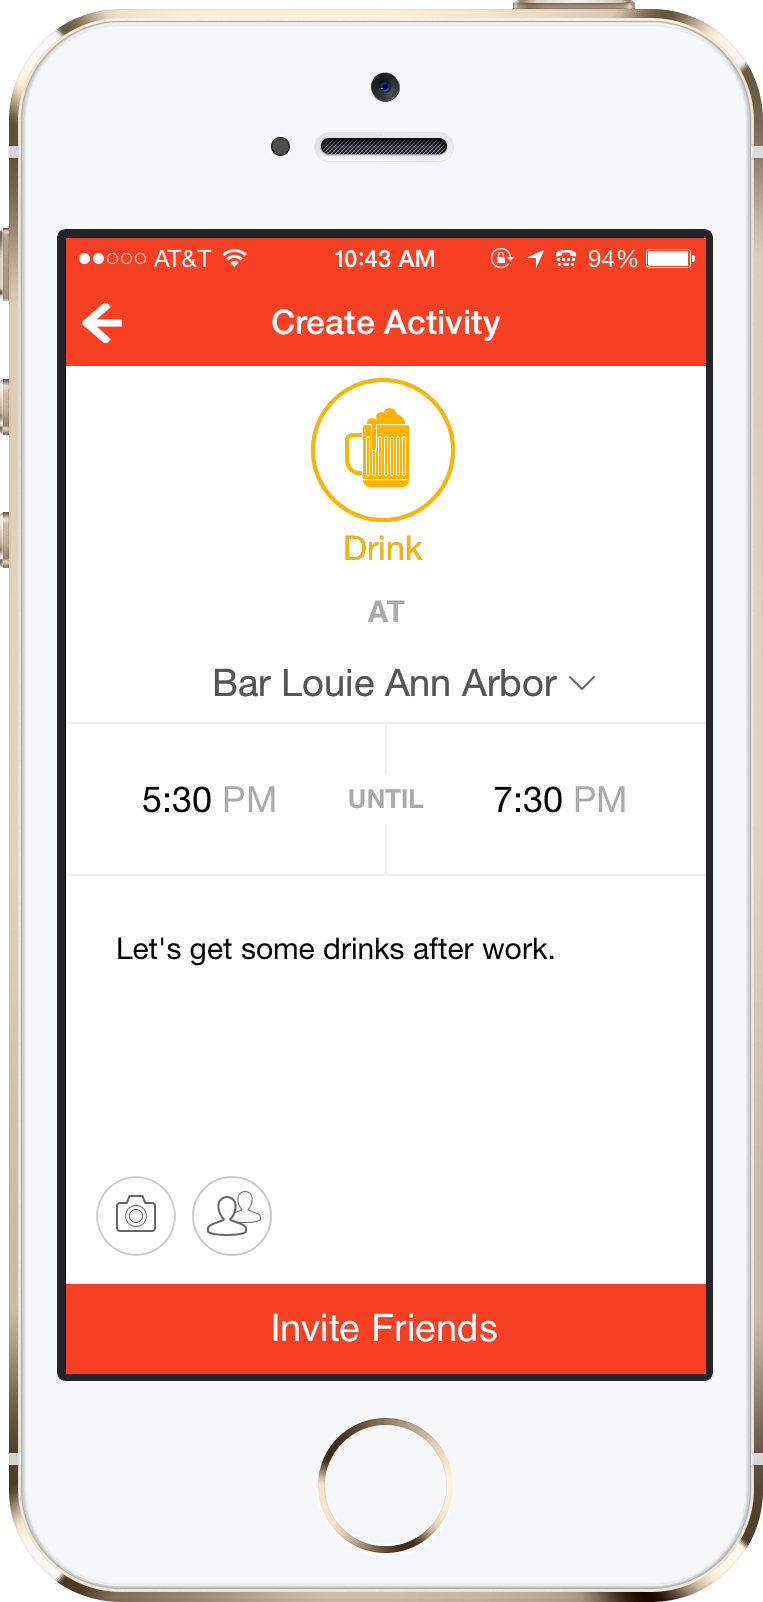 AT&T 10:43 AM 94%
Create Activity
Drink
AT
Bar Louie Ann Arbor
5:30 PM UNTIL 7:30 PM
Let's get some drinks after work.
Invite Friends